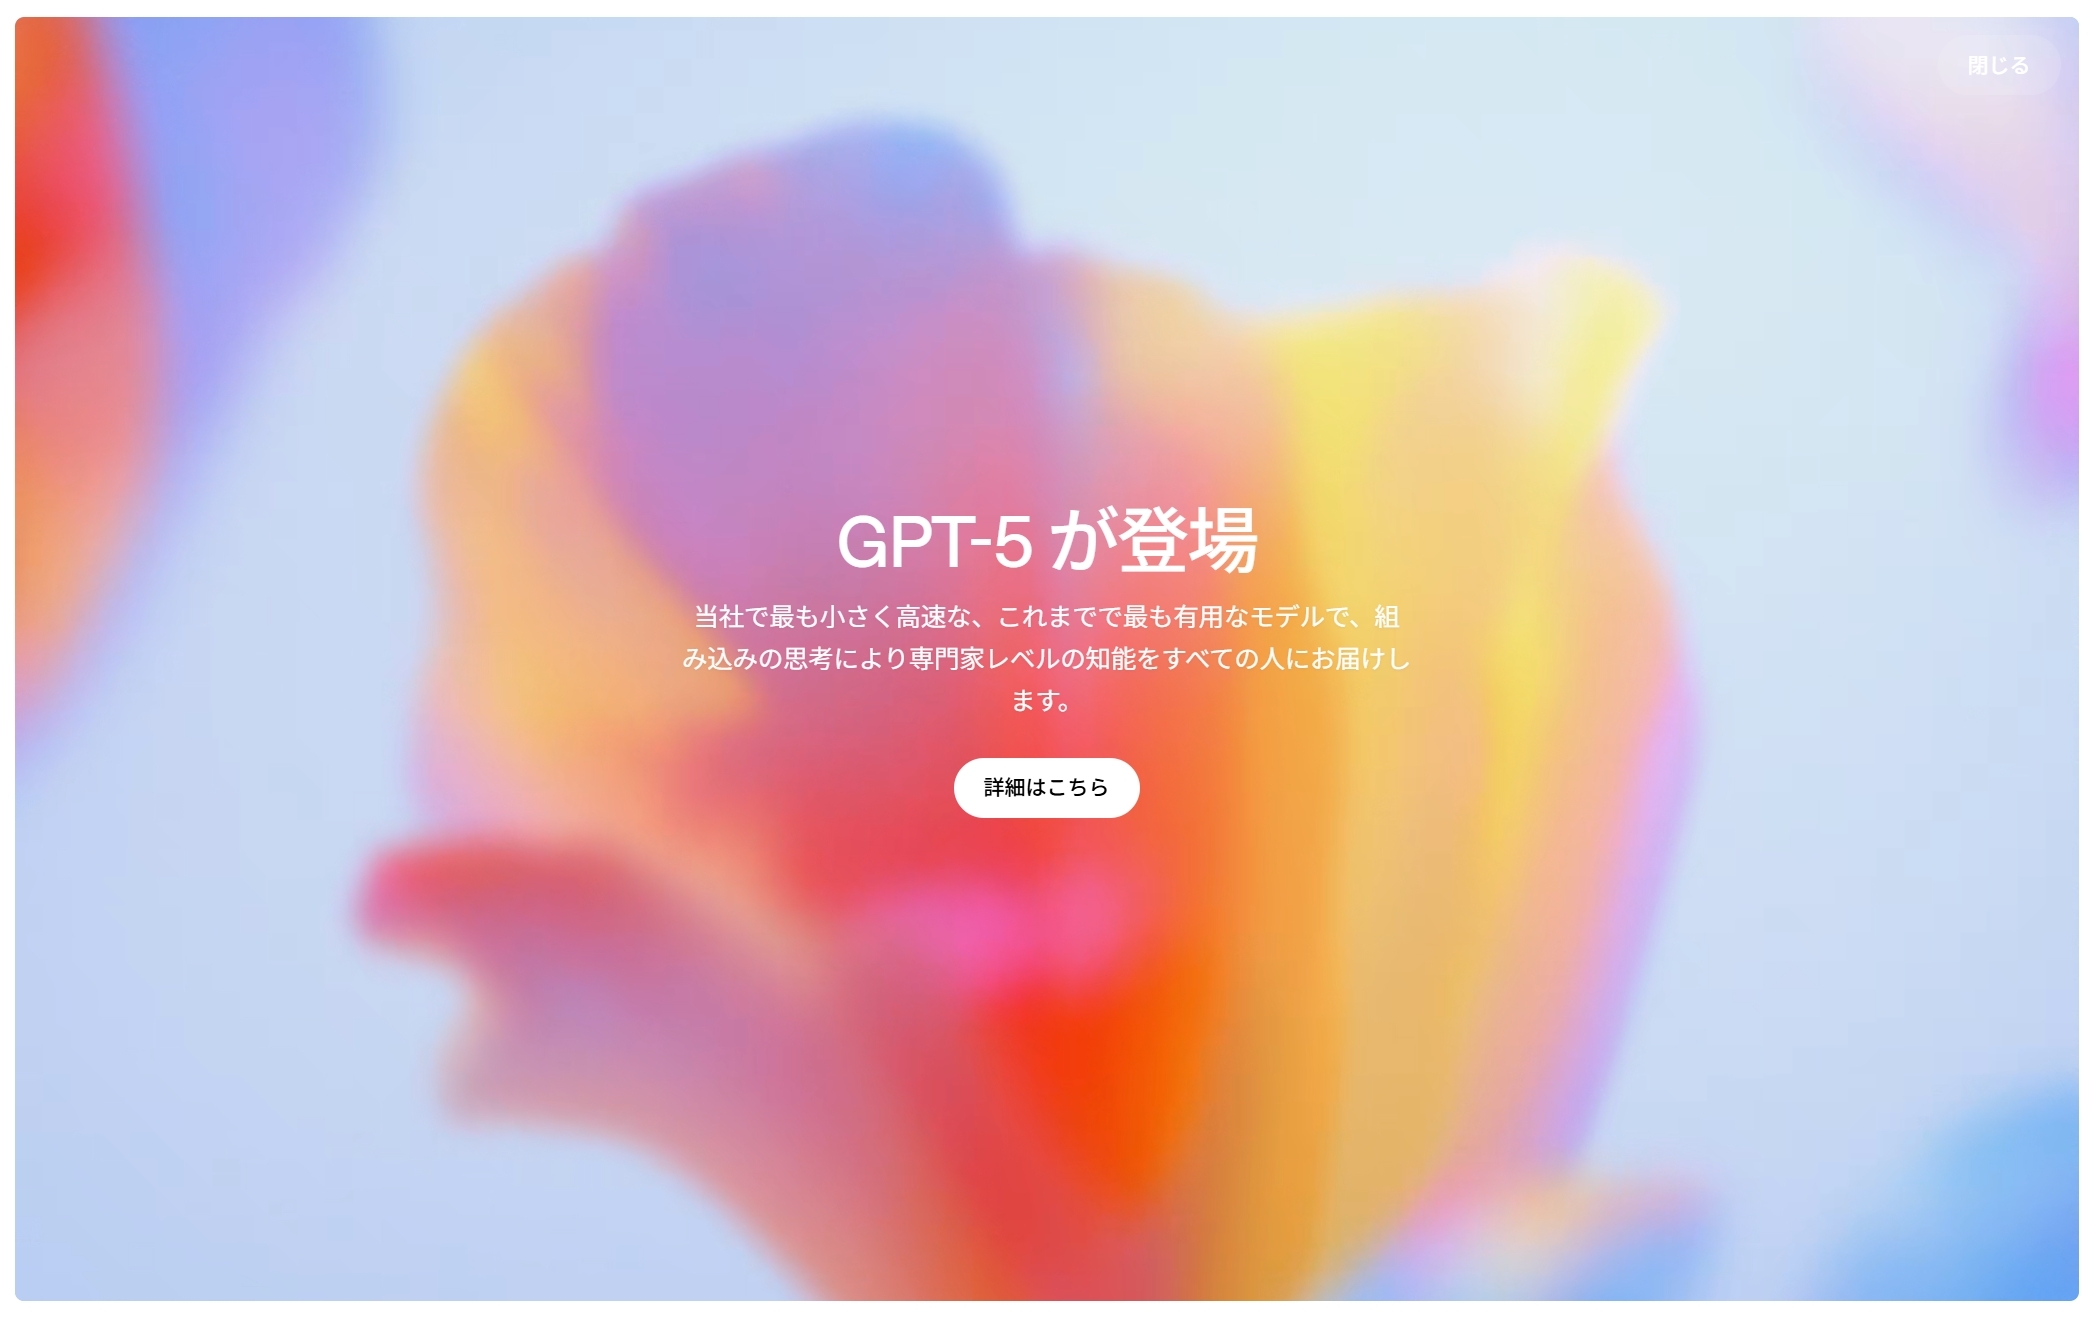 閉じる
GPT-5 が登場
当社で最も小さく高速な、これまでで最も有用なモデルで、組
み込みの思考により専門家レベルの知能をすべての人にお届けし
ます。
詳細はこちら